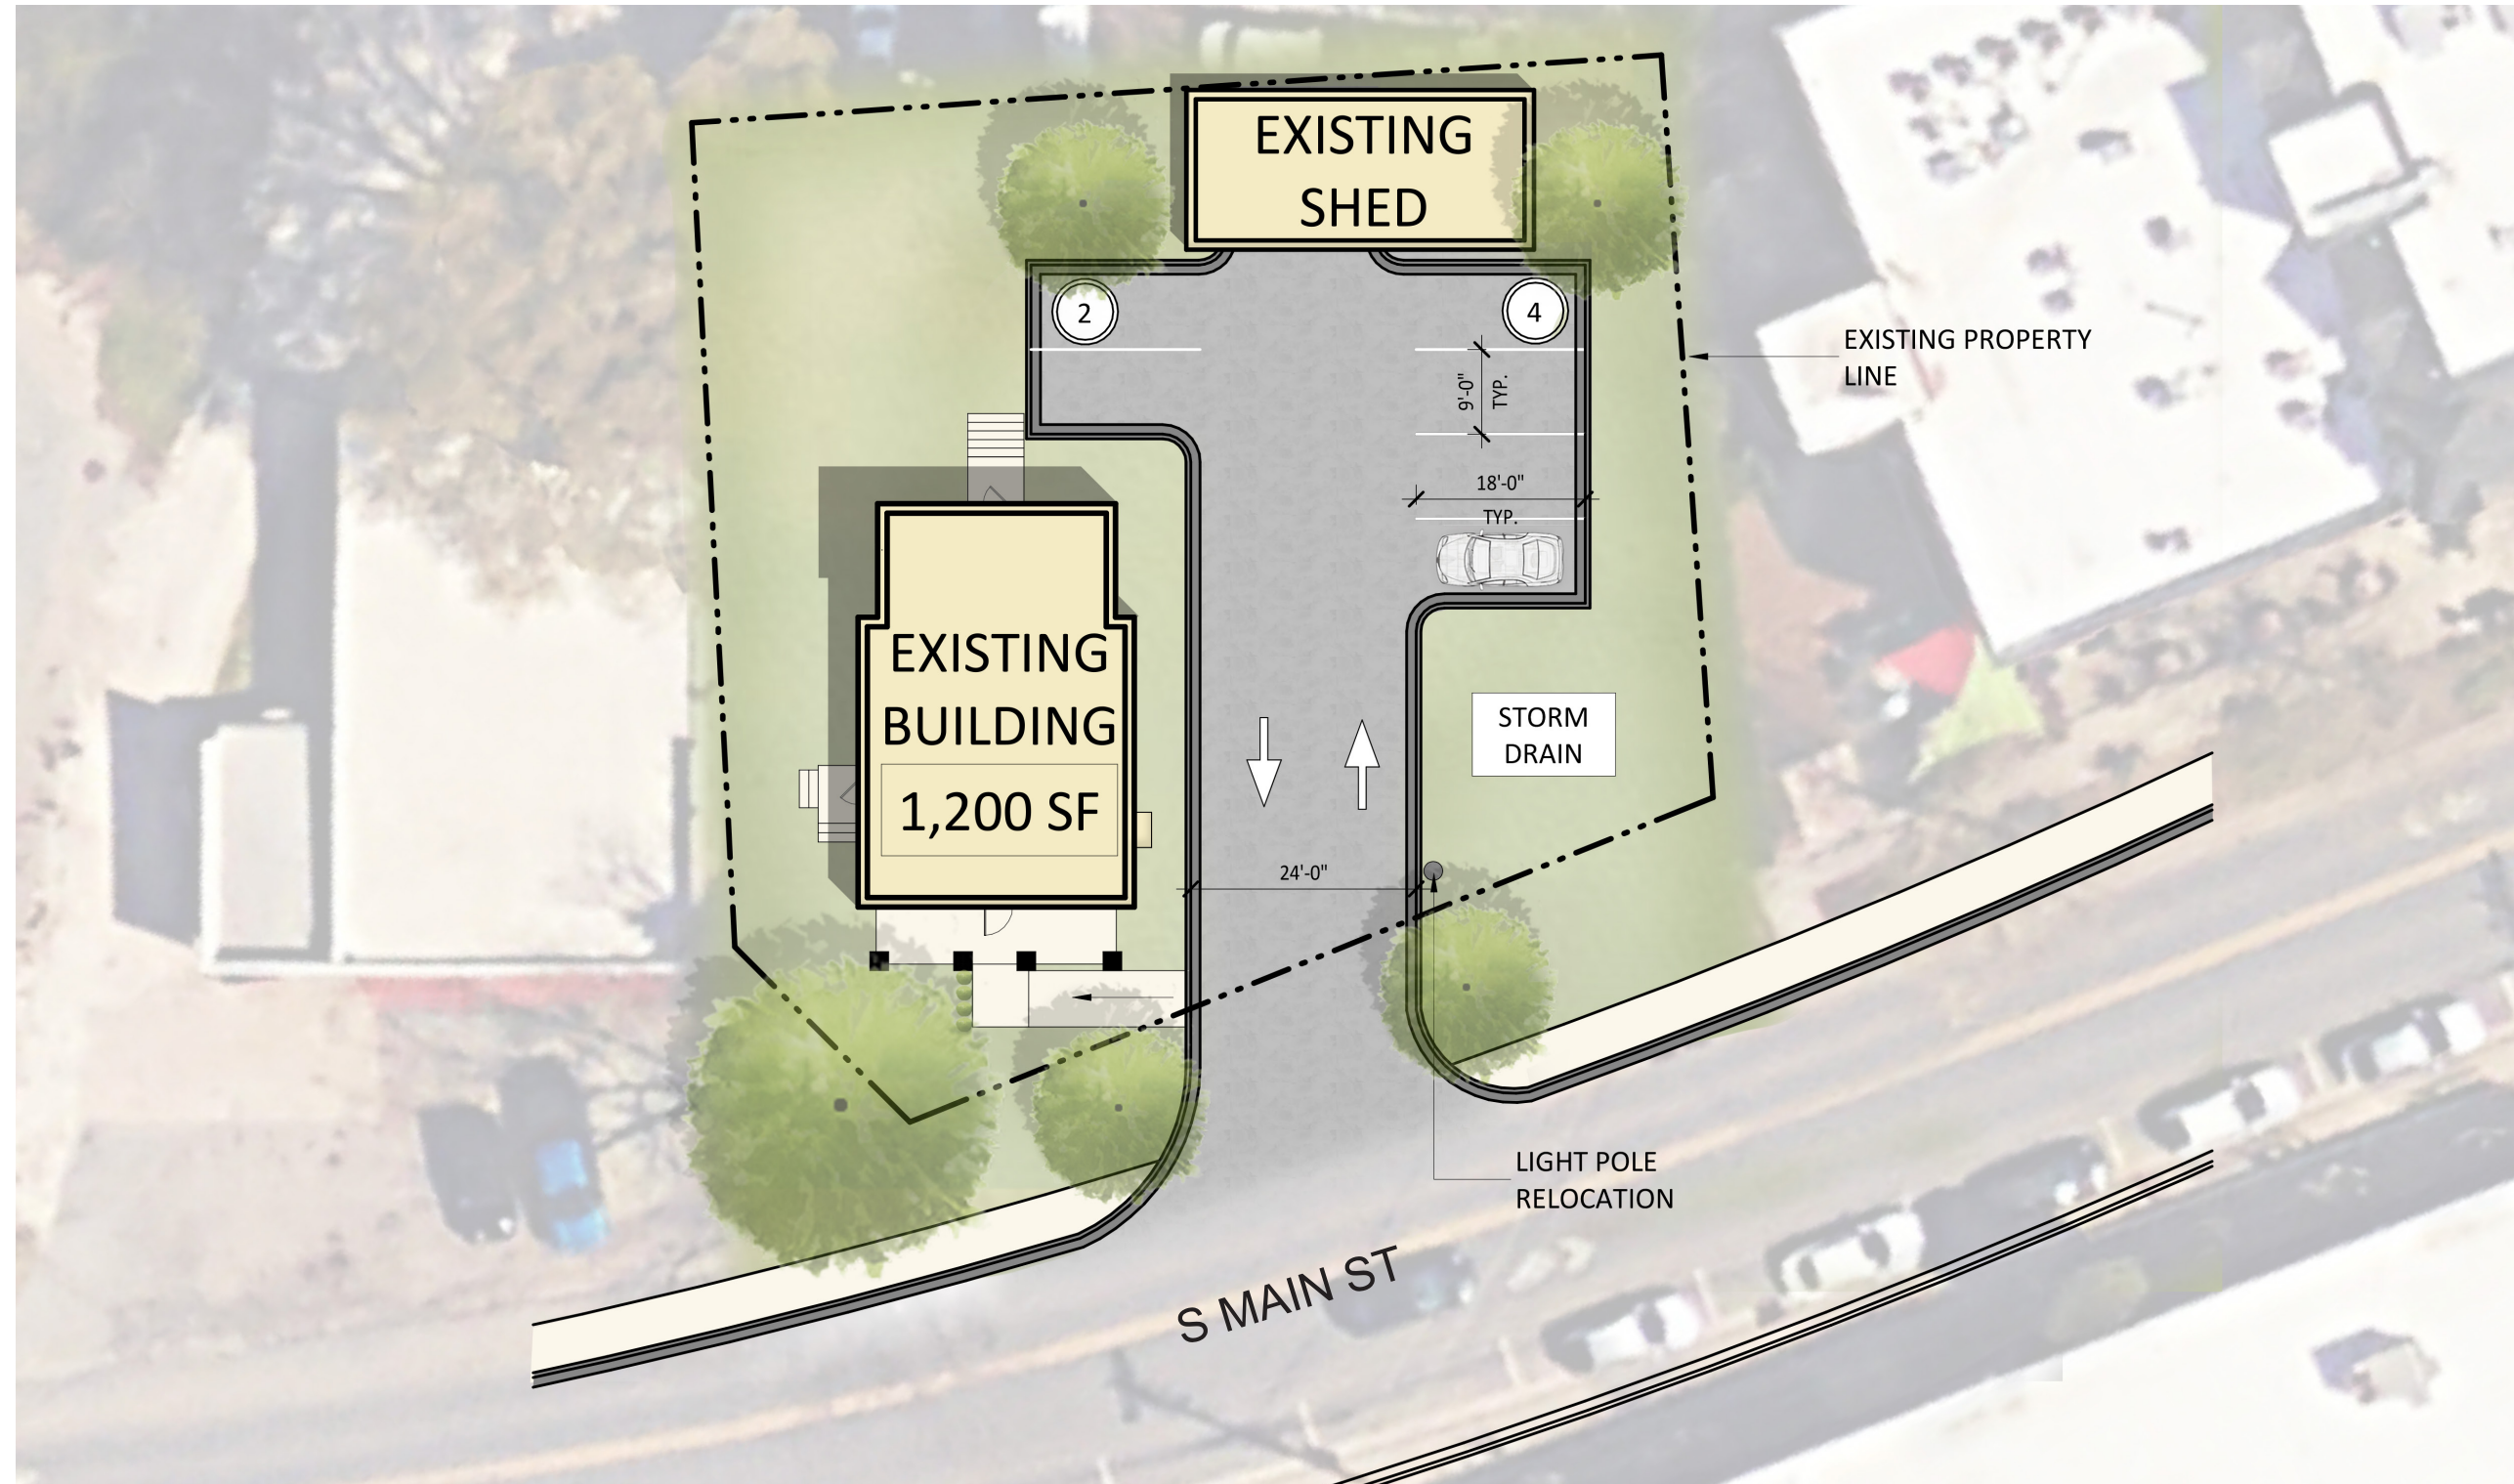 EXISTING
SHED
2
4
EXISTING PROPERTY
LINE
9'-0"
TYP.
18'-0"
TYP.
EXISTING
BUILDING
1,200 SF
STORM
DRAIN
24'-0"
LIGHT POLE
RELOCATION
S MAIN ST